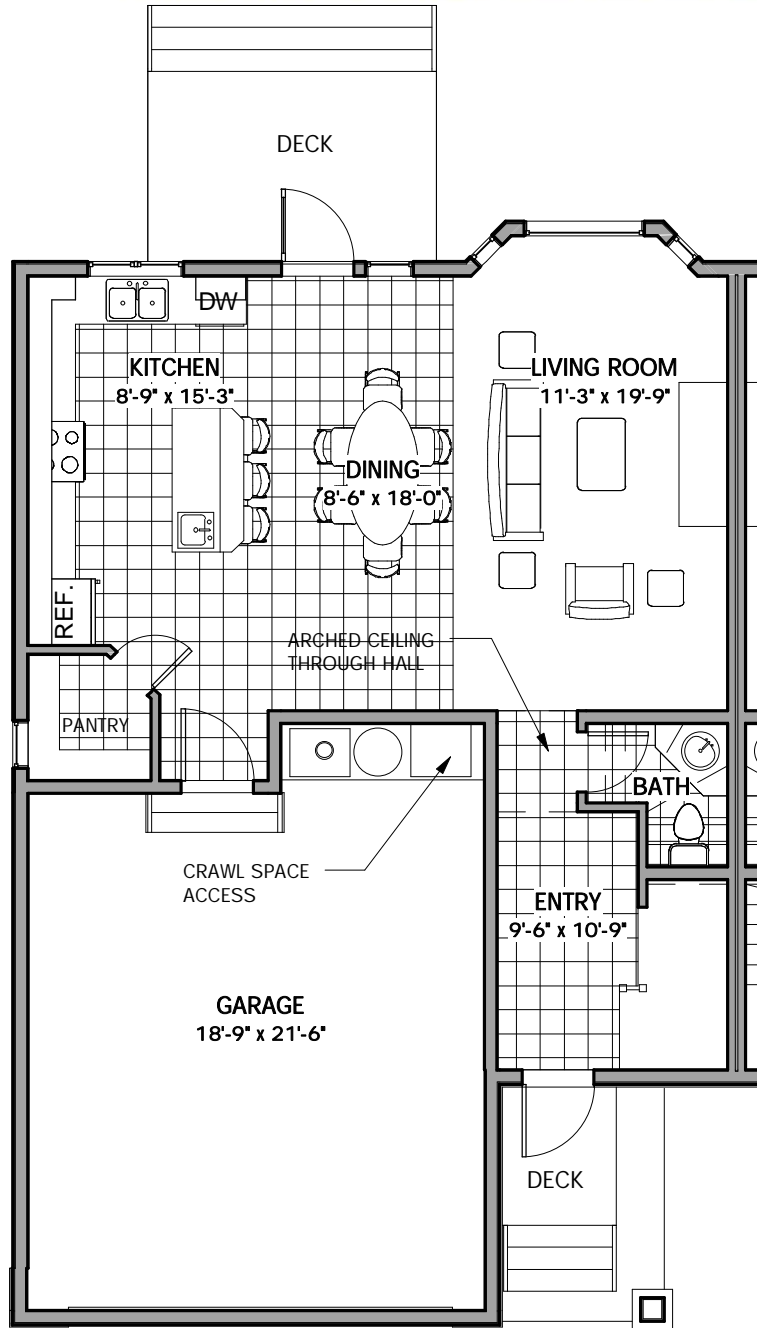 DECK
DW
KITCHEN
8'-9" x 15'-3"
LIVING ROOM
11'-3" x 19'-9"
DINING
8'-6" x 18'-0"
REF.
ARCHED CEILING
THROUGH HALL
PANTRY
BATH
CRAWL SPACE
ACCESS
ENTRY
9'-6" x 10'-9"
GARAGE
18'-9" x 21'-6"
DECK